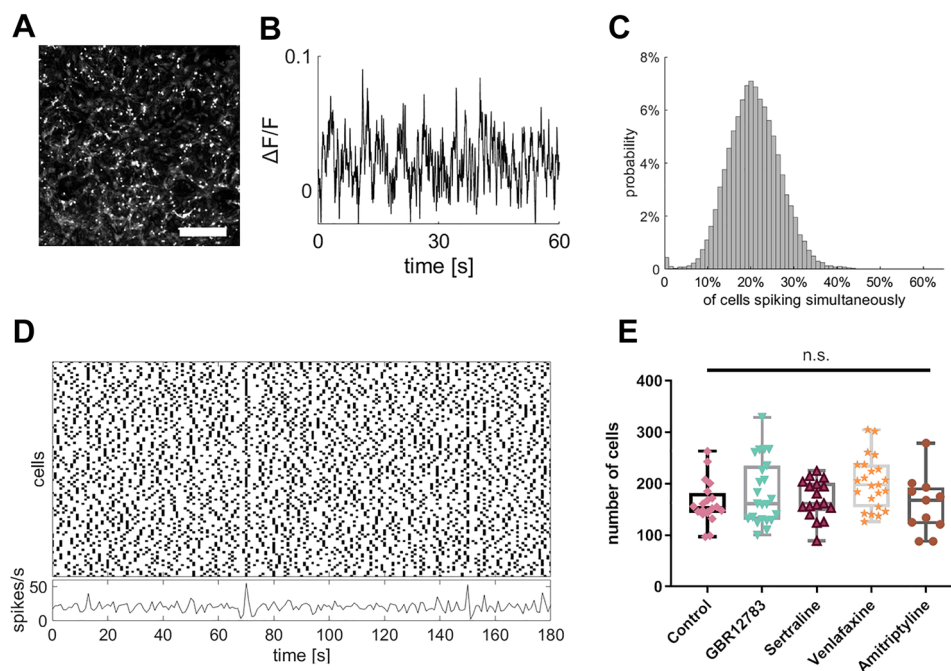 A
B
C
0.1
ΔF/F
0
0
30
60
time [s]
8%
6%
4%
2%
0
probability
0
10%
20%
30%
40%
50%
60%
of cells spiking simultaneously
D
cells
spikes/s
50
0
0
20
40
60
80
100
120
140
160
180
time [s]
E
n.s.
number of cells
400
300
200
100
0
Control
GBR12783
Sertraline
Venlafaxine
Amitriptyline